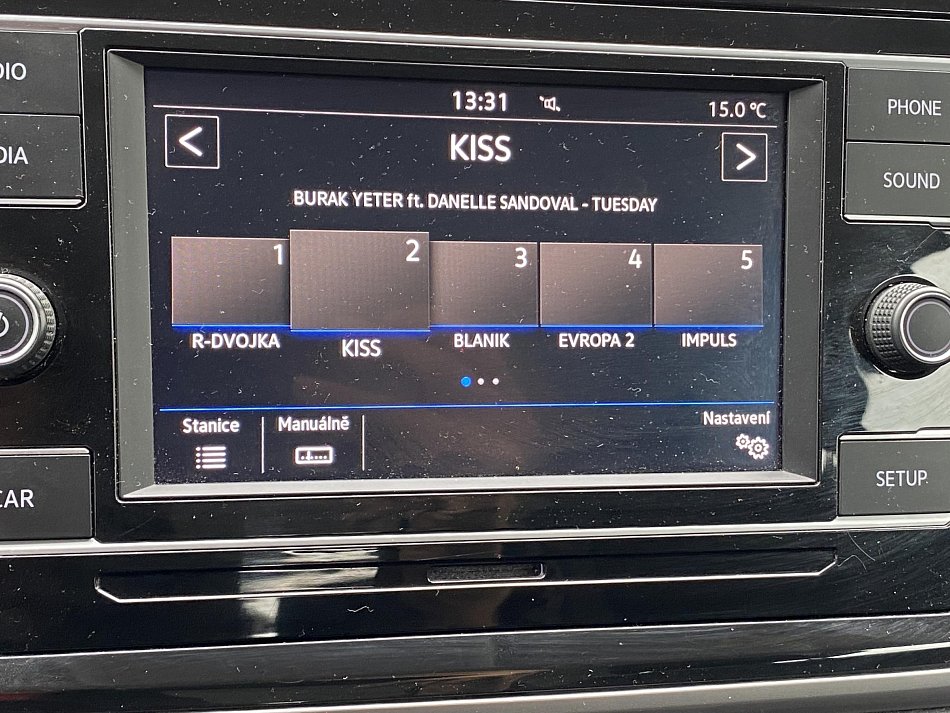 13:31 15.0 °C
< KISS >
BURAK YETER ft. DANELLE SANDOVAL - TUESDAY
1 2 3 4 5
R-DVOJKA KISS BLANIK EVROPA 2 IMPULS
Stanice Manuálně Nastavení
DIO
DIA
CAR
PHONE
SOUND
SETUP